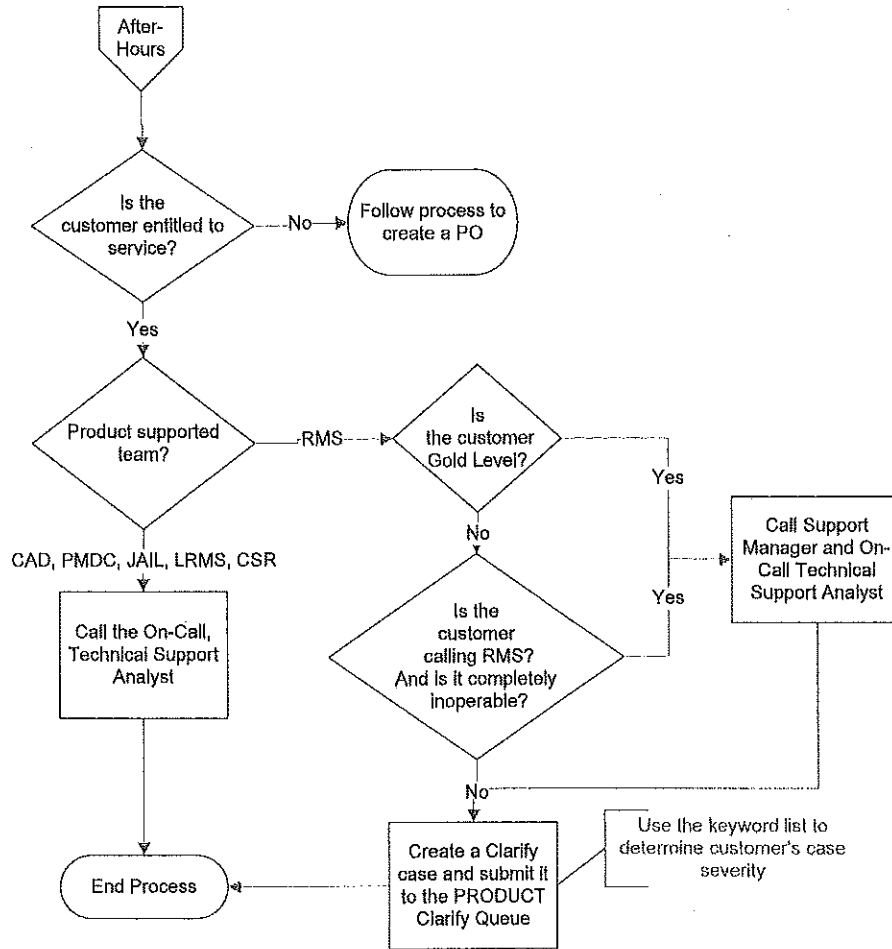 After-
Hours
Is the
customer entitled to
service?
No
Follow process to
create a PO
Yes
Product supported
team?
RMS
Is
the customer
Gold Level?
Yes
No
CAD, PMDC, JAIL, LRMS, CSR
Call Support
Manager and On-
Call Technical
Support Analyst
Call the On-Call,
Technical Support
Analyst
Is the
customer
calling RMS?
And is it completely
inoperable?
Yes
No
Use the keyword list to
determine customer's case
severity
Create a Clarify
case and submit it
to the PRODUCT
Clarify Queue
End Process